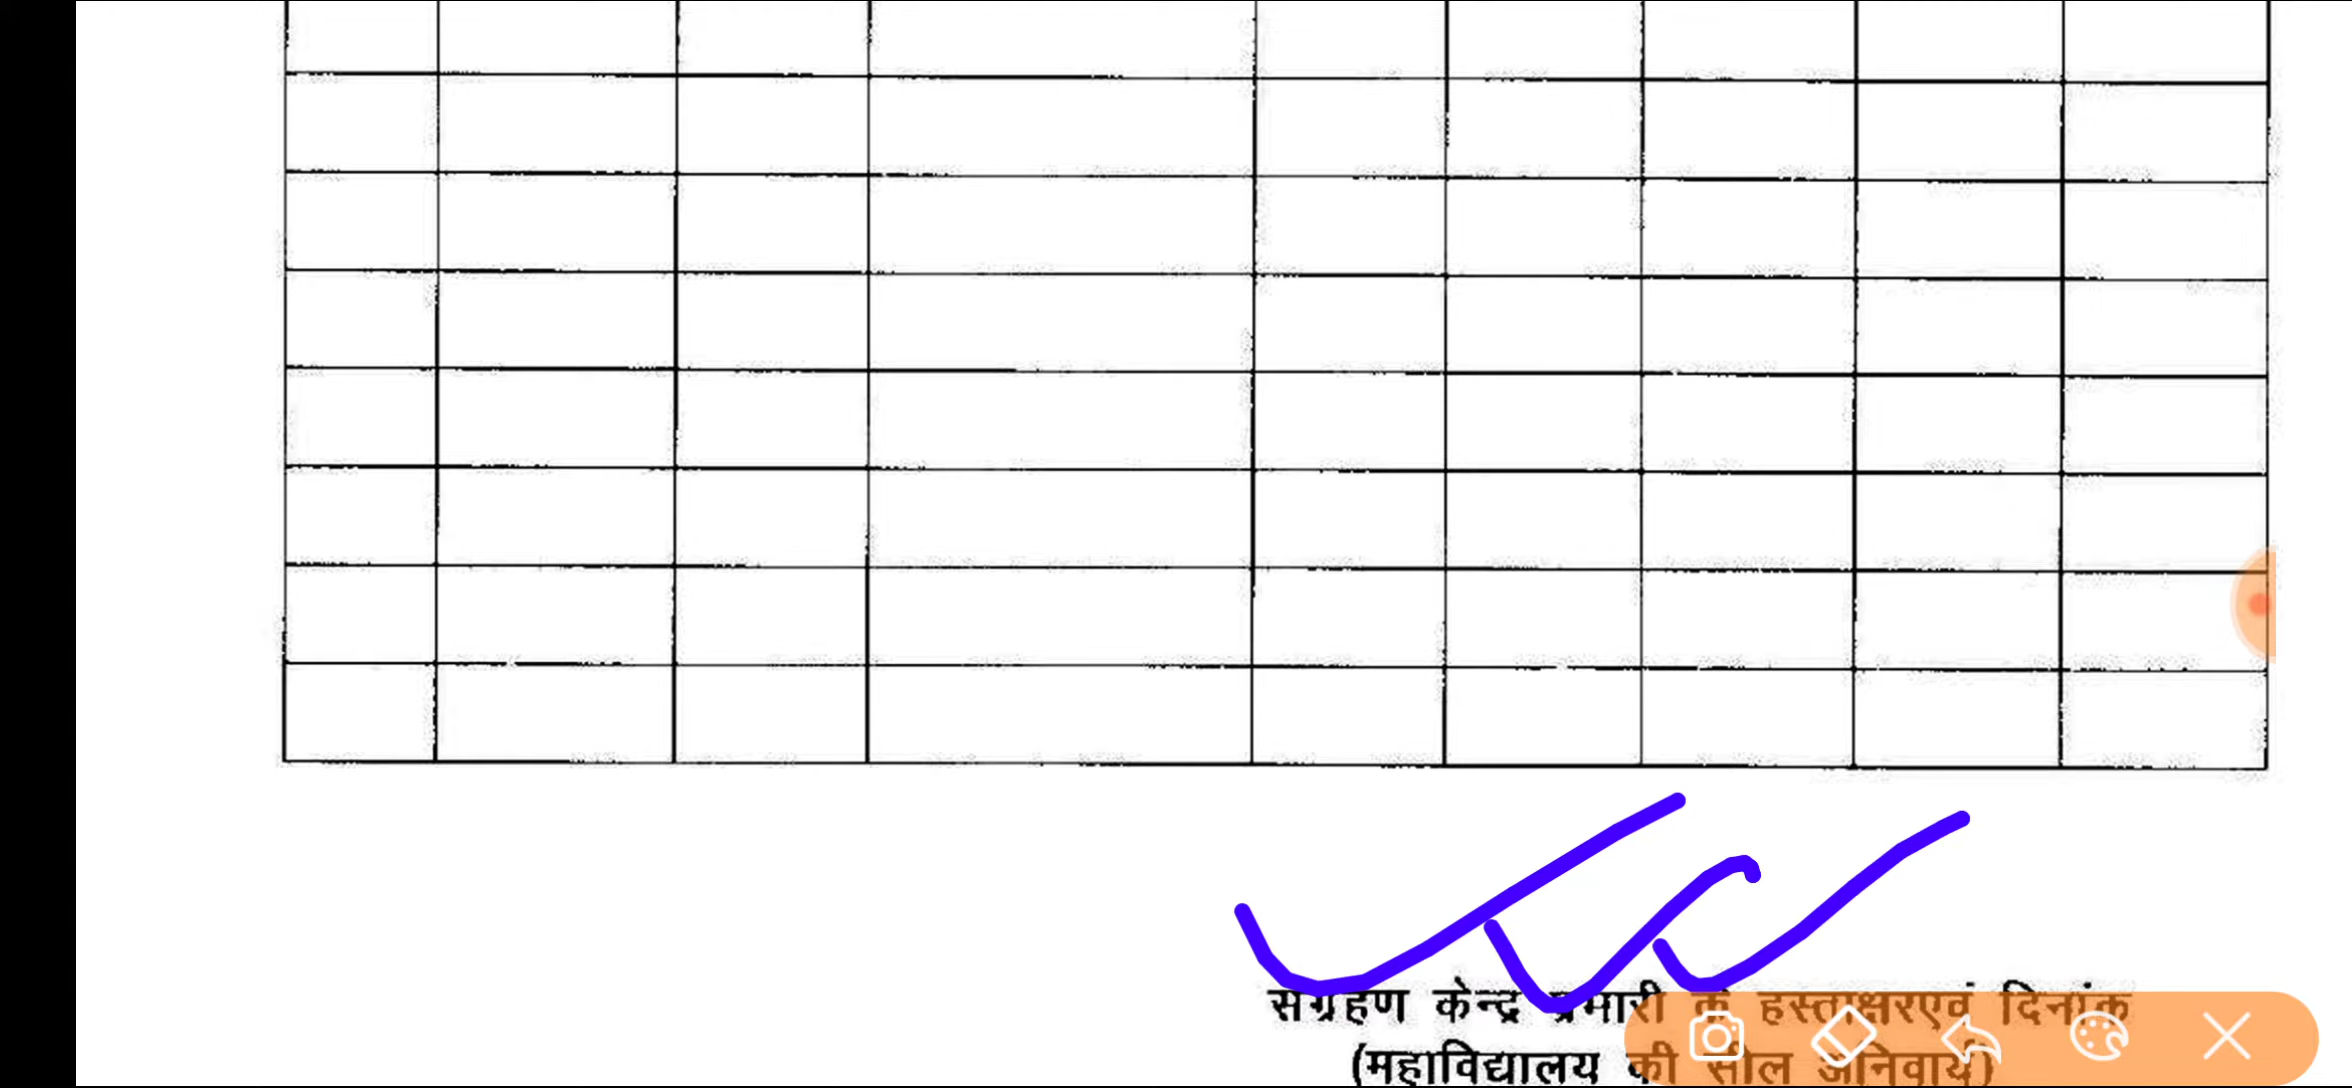 संग्रहण केन्द्र प्रभारी के हस्ताक्षरएवं दिनांक
(महाविद्यालय की सील अनिवार्य)